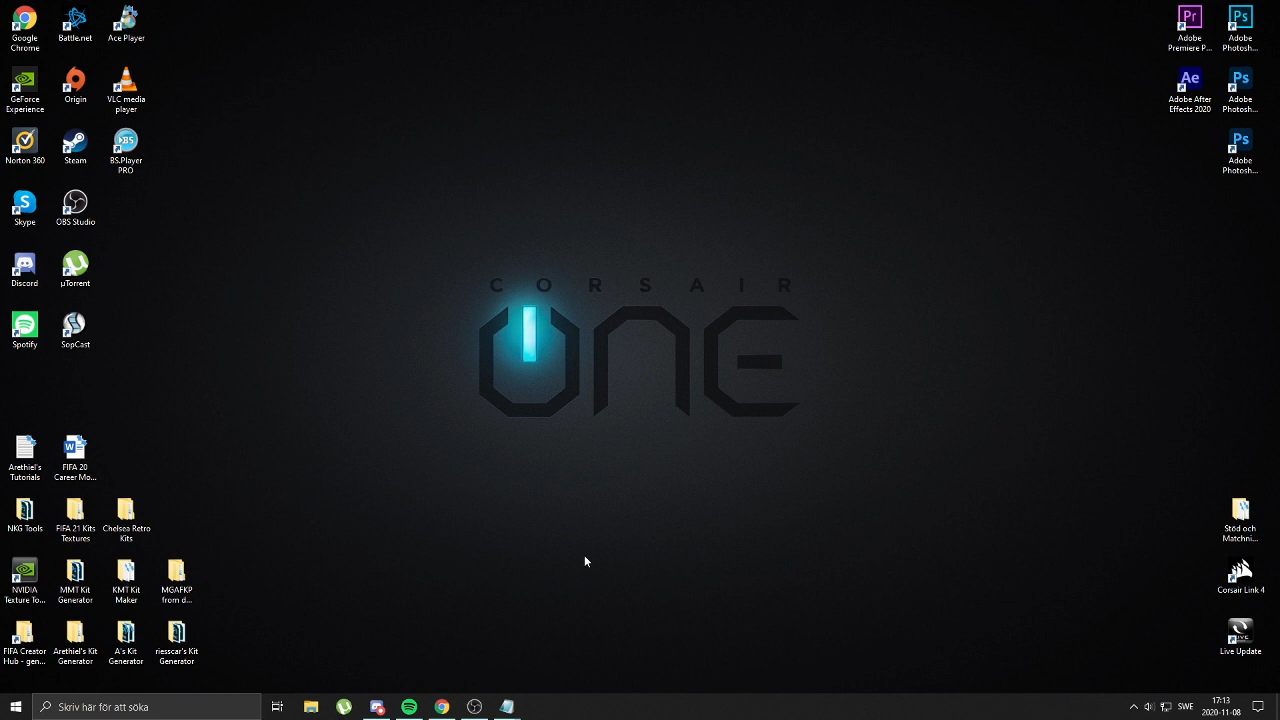 Google
Chrome
Battle.net
Ace Player
GeForce
Experience
Origin
VLC media
player
Norton 360
Steam
BS.Player
PRO
Skype
OBS Studio
Discord
µTorrent
Spotify
SopCast
Arethiel's
Tutorials
FIFA 20
Career Mo...
NKG Tools
FIFA 21 Kits
Textures
Chelsea Retro
Kits
NVIDIA
Texture To...
MMT Kit
Generator
KMT Kit
Maker
MGAFKP
from d...
FIFA Creator
Hub - gen...
Arethiel's Kit
Generator
A's Kit
Generator
riesscar's Kit
Generator
CORSAIR
ONE
Adobe
Premiere P...
Adobe
Photosh...
Adobe After
Effects 2020
Adobe
Photosh...
Adobe
Photosh...
Stöd och
Matchni...
Corsair Link 4
Live Update
Skriv här för att söka
SWE
17:13
2020-11-08